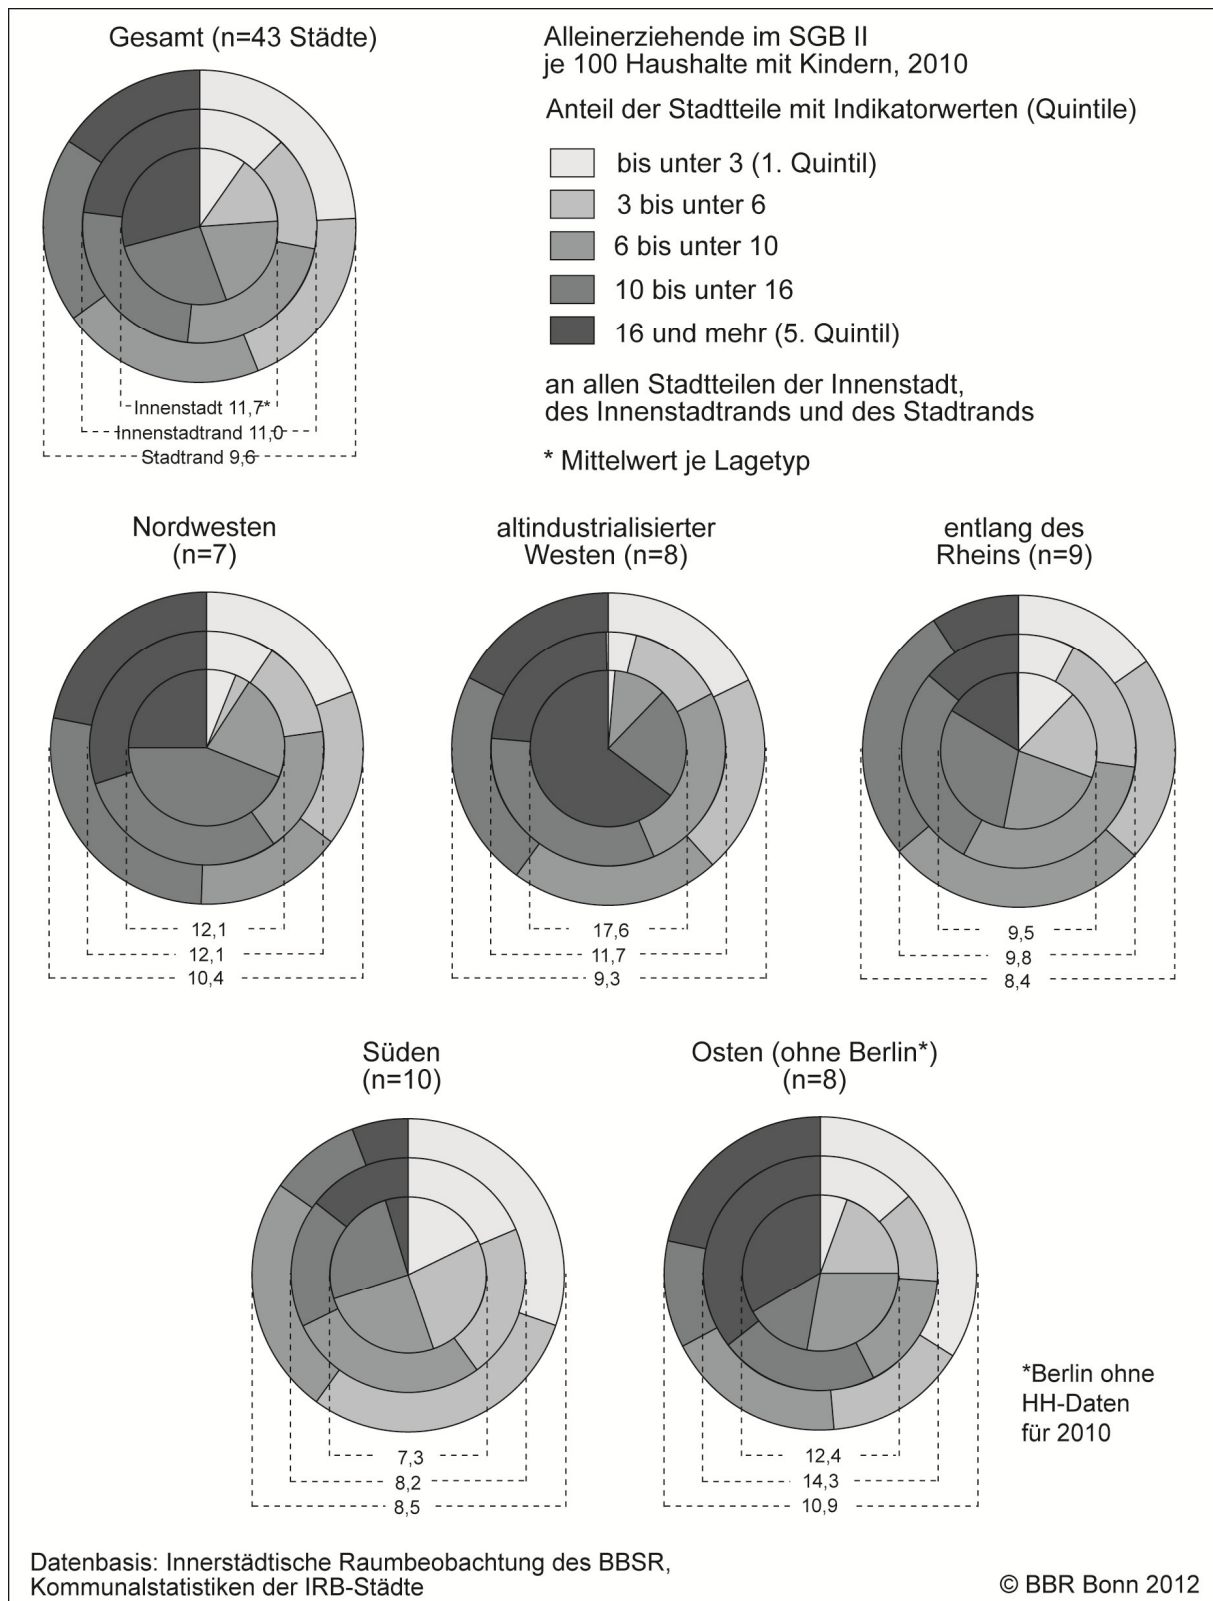 Gesamt (n=43 Städte)
Alleinerziehende im SGB II
je 100 Haushalte mit Kindern, 2010
Anteil der Stadtteile mit Indikatorwerten (Quintile)
bis unter 3 (1. Quintil)
3 bis unter 6
6 bis unter 10
10 bis unter 16
16 und mehr (5. Quintil)
an allen Stadtteilen der Innenstadt,
des Innenstadtrands und des Stadtrands
* Mittelwert je Lagetyp
Innenstadt 11,7*
Innenstadtrand 11,0
Stadtrand 9,6
Nordwesten
(n=7)
12,1
12,1
10,4
altindustrialisierter
Westen (n=8)
17,6
11,7
9,3
entlang des
Rheins (n=9)
9,5
9,8
8,4
Süden
(n=10)
7,3
8,2
8,5
Osten (ohne Berlin*)
(n=8)
12,4
14,3
10,9
*Berlin ohne
HH-Daten
für 2010
Datenbasis: Innerstädtische Raumbeobachtung des BBSR,
Kommunalstatistiken der IRB-Städte
© BBR Bonn 2012